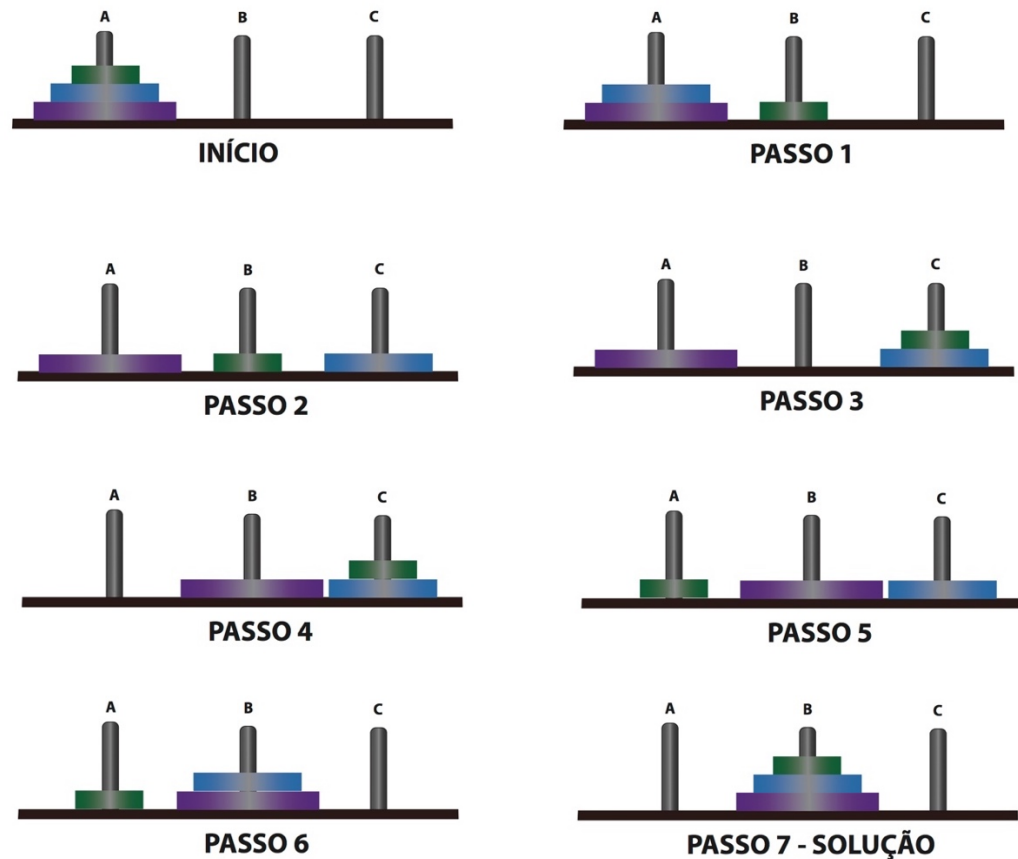 A B C
INÍCIO
A B C
PASSO 1
A B C
PASSO 2
A B C
PASSO 3
A B C
PASSO 4
A B C
PASSO 5
A B C
PASSO 6
A B C
PASSO 7 - SOLUÇÃO